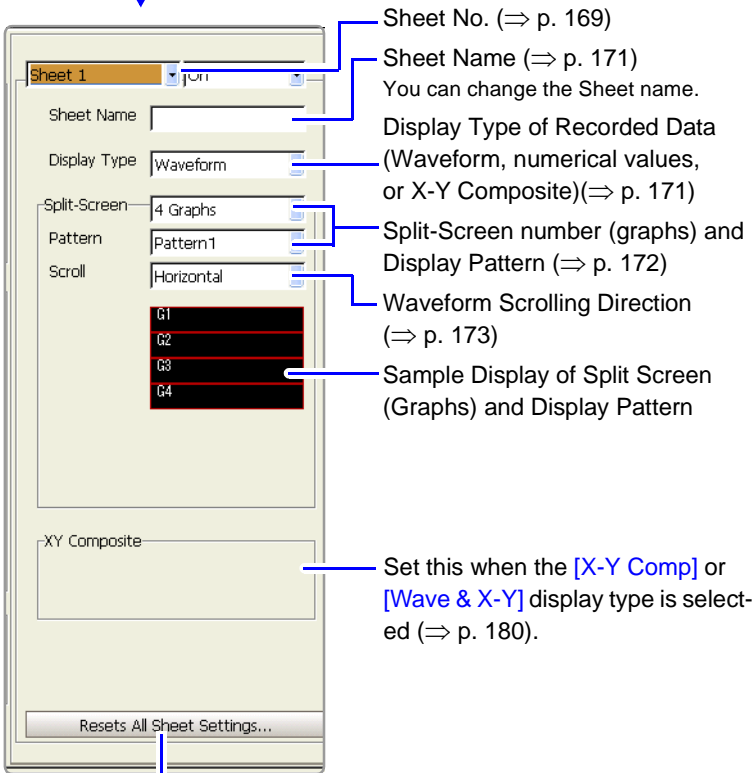 Sheet 1
On
Sheet Name
Display Type
Waveform
Split-Screen
4 Graphs
Pattern
Pattern1
Scroll
Horizontal
G1
G2
G3
G4
XY Composite
Resets All Sheet Settings...
Sheet No. (⇒ p. 169)
Sheet Name (⇒ p. 171)
You can change the Sheet name.
Display Type of Recorded Data
(Waveform, numerical values,
or X-Y Composite)(⇒ p. 171)
Split-Screen number (graphs) and
Display Pattern (⇒ p. 172)
Waveform Scrolling Direction
(⇒ p. 173)
Sample Display of Split Screen
(Graphs) and Display Pattern
Set this when the [X-Y Comp] or
[Wave & X-Y] display type is select-
ed (⇒ p. 180).